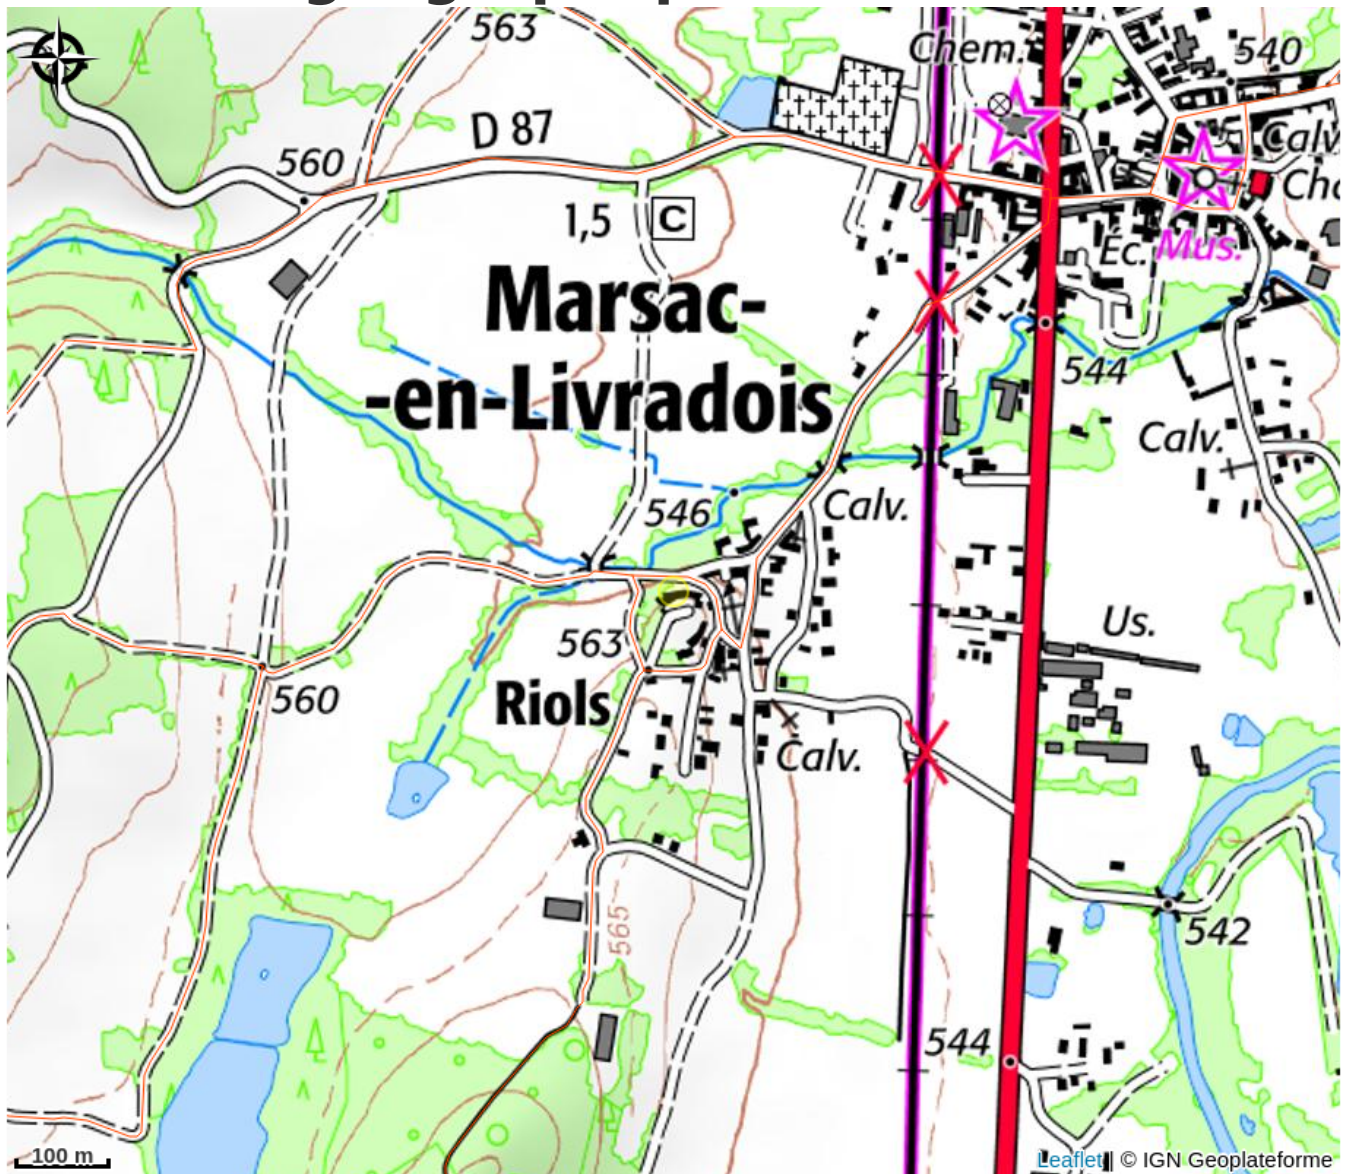 563
Chem.
540
D 87
Calv
560
Cha
1,5 C
Éc. Mus.
Marsac-
-en-Livradois
544
Calv.
546
Calv.
563
Us.
560
Riols
Calv.
565
542
544
100 m
Leaflet | © IGN Geoplateforme